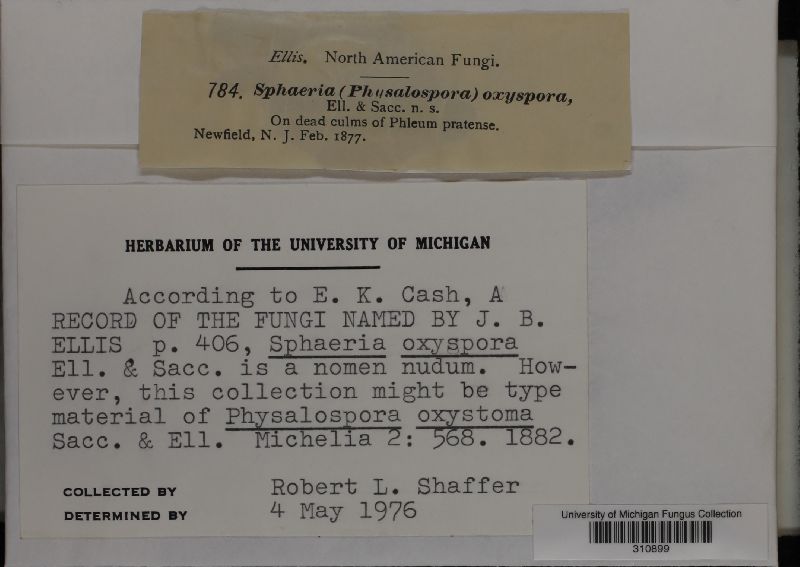 Ellis. North American Fungi.
784. Sphaeria (Physalospora) oxyspora,
Ell. & Sacc. n. s.
On dead culms of Phleum pratense.
Newfield, N. J. Feb. 1877.
HERBARIUM OF THE UNIVERSITY OF MICHIGAN
According to E. K. Cash, A
RECORD OF THE FUNGI NAMED BY J. B.
ELLIS p. 406, Sphaeria oxyspora
Ell. & Sacc. is a nomen nudum. How-
ever, this collection might be type
material of Physalospora oxystoma
Sacc. & Ell. Michelia 2: 568. 1882.
COLLECTED BY Robert L. Shaffer
DETERMINED BY 4 May 1976
University of Michigan Fungus Collection
310899